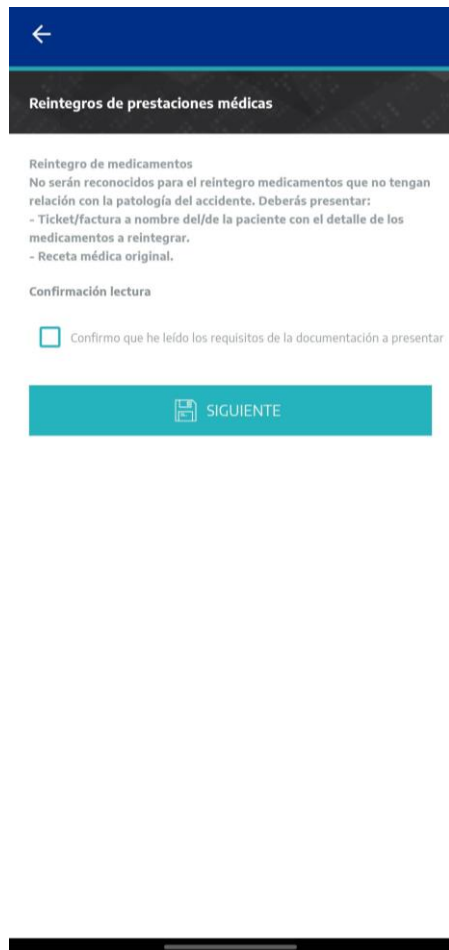 Reintegros de prestaciones médicas
Reintegro de medicamentos
No serán reconocidos para el reintegro medicamentos que no tengan
relación con la patología del accidente. Deberás presentar:
- Ticket/factura a nombre del/de la paciente con el detalle de los
medicamentos a reintegrar.
- Receta médica original.
Confirmación lectura
Confirmo que he leído los requisitos de la documentación a presentar
SIGUIENTE